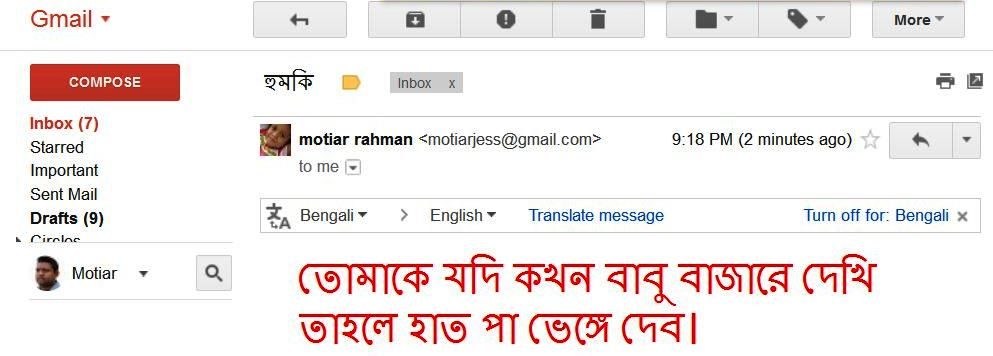 Gmail
More
COMPOSE
হুমকি
Inbox x
Inbox (7)
Starred
Important
Sent Mail
Drafts (9)
Circles
Motiar
motiar rahman <motiarjess@gmail.com>
9:18 PM (2 minutes ago)
to me
Bengali > English Translate message Turn off for: Bengali x
তোমাকে যদি কখন বাবু বাজারে দেখি
তাহলে হাত পা ভেঙ্গে দেব।